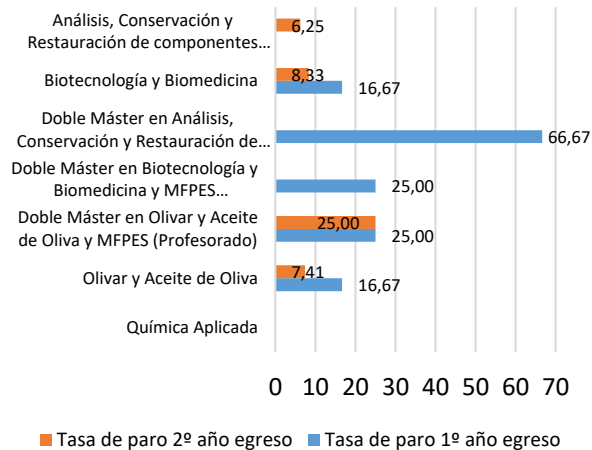 Análisis, Conservación y
Restauración de componentes...
6,25
Biotecnología y Biomedicina
8,33
16,67
Doble Máster en Análisis,
Conservación y Restauración de...
66,67
Doble Máster en Biotecnología y
Biomedicina y MFPES...
25,00
Doble Máster en Olivar y Aceite
de Oliva y MFPES (Profesorado)
25,00
25,00
Olivar y Aceite de Oliva
7,41
16,67
Química Aplicada
0 10 20 30 40 50 60 70
Tasa de paro 2º año egreso Tasa de paro 1º año egreso